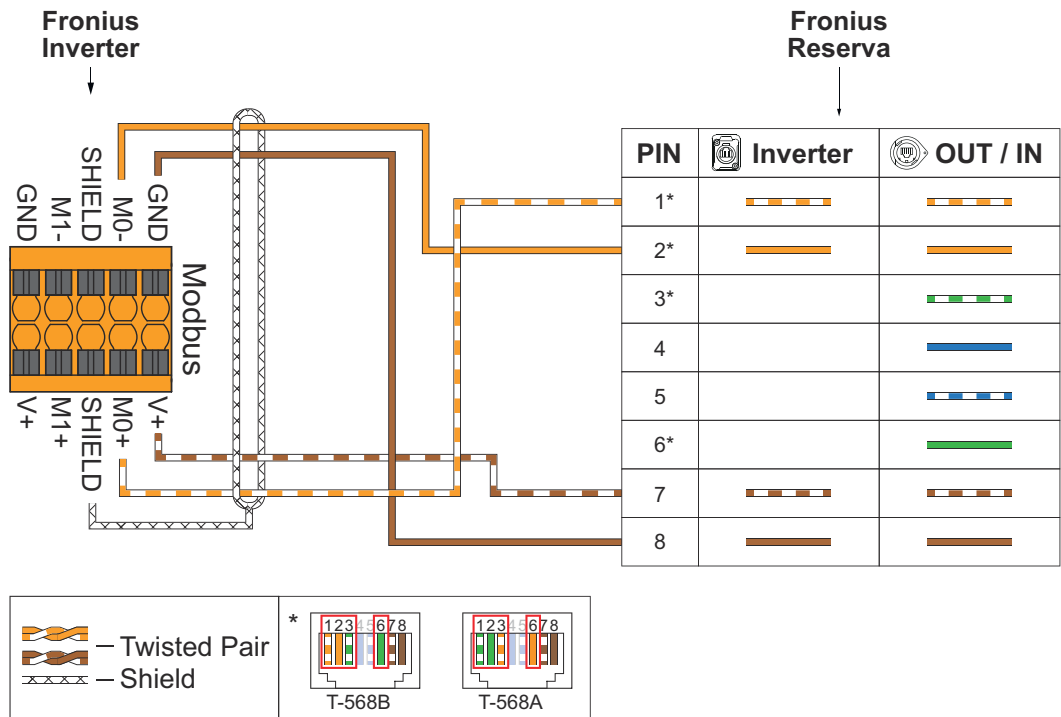 Fronius
Inverter
Fronius
Reserva
GND
M1-
SHIELD
M0-
GND
Modbus
V+
M1+
SHIELD
M0+
V+
PIN Inverter OUT / IN
1*
2*
3*
4
5
6*
7
8
Twisted Pair
Shield
*
12345678
T-568B
12345678
T-568A